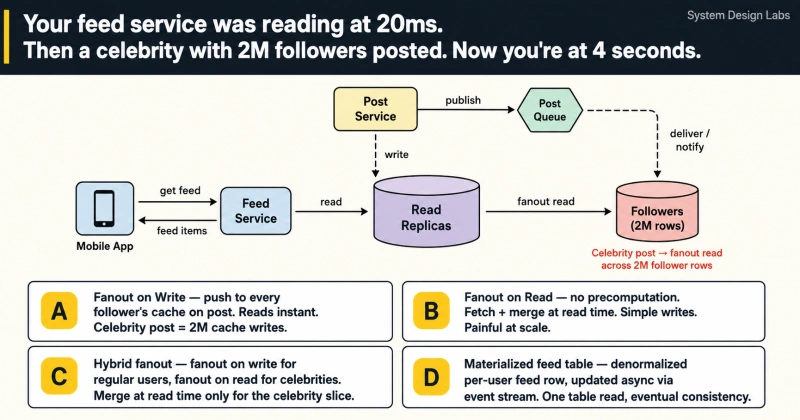 Your feed service was reading at 20ms.
Then a celebrity with 2M followers posted. Now you're at 4 seconds.
System Design Labs
Post
Service
publish
Post
Queue
deliver /
notify
write
Mobile App
get feed
feed items
Feed
Service
read
Read
Replicas
fanout read
Followers
(2M rows)
Celebrity post → fanout read
across 2M follower rows
A
Fanout on Write — push to every
follower's cache on post. Reads instant.
Celebrity post = 2M cache writes.
B
Fanout on Read — no precomputation.
Fetch + merge at read time. Simple writes.
Painful at scale.
C
Hybrid fanout — fanout on write for
regular users, fanout on read for celebrities.
Merge at read time only for the celebrity slice.
D
Materialized feed table — denormalized
per-user feed row, updated async via
event stream. One table read, eventual consistency.